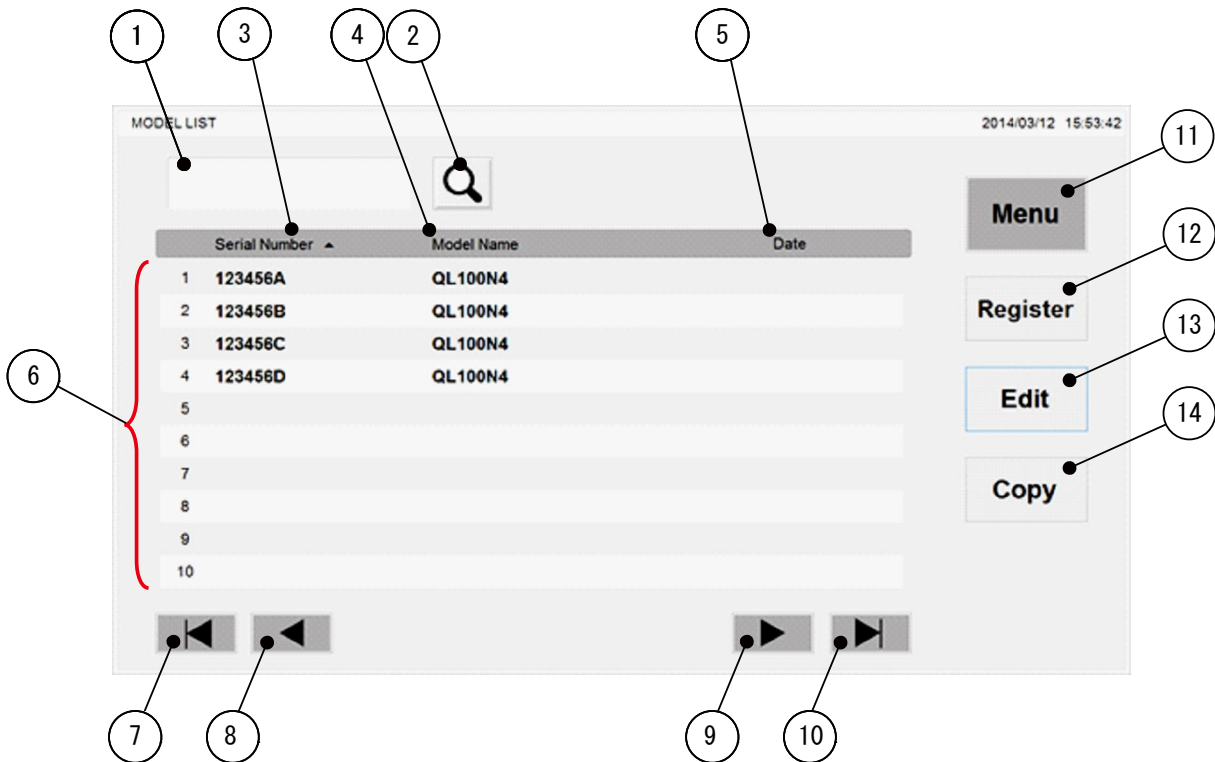 1 3 4 2 5
MODEL LIST 2014/03/12 15:53:42
11
Menu
Serial Number ▲ Model Name Date
12
1 123456A QL100N4
2 123456B QL100N4
Register
3 123456C QL100N4
13
4 123456D QL100N4
6
5
Edit
6
14
7
8
Copy
9
10
7 8 9 10